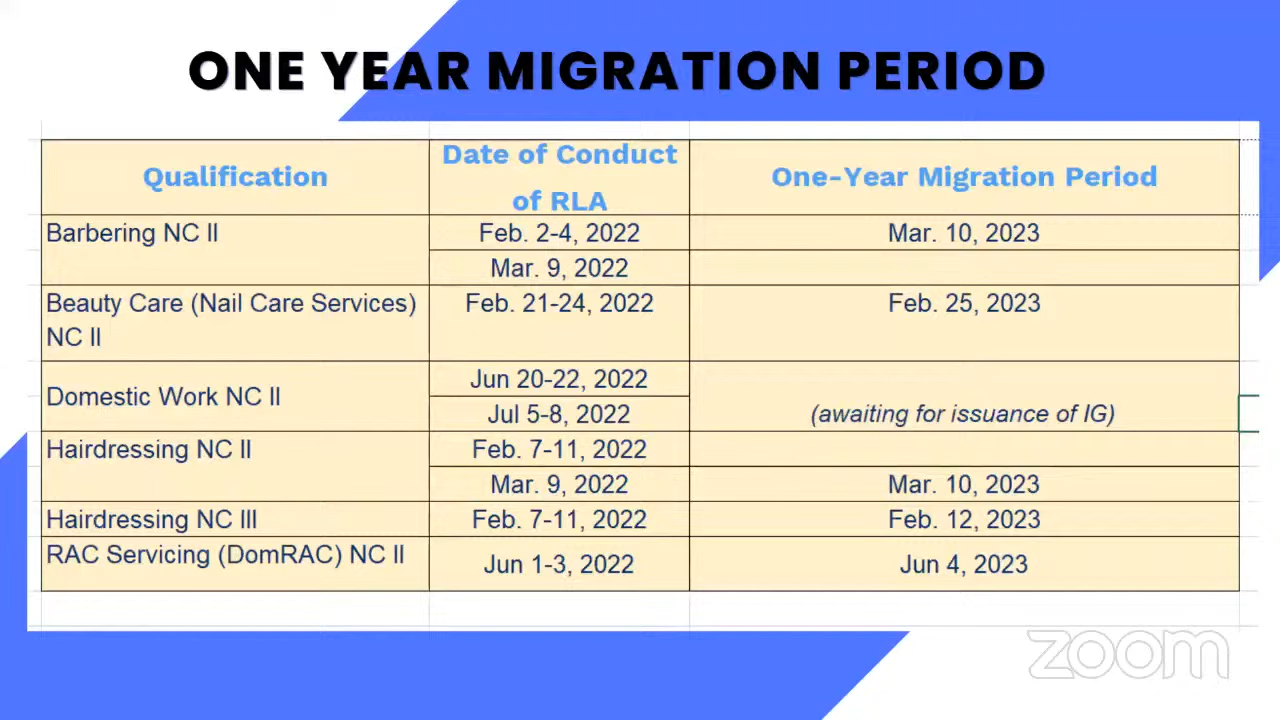 ONE YEAR MIGRATION PERIOD
Qualification
Date of Conduct
of RLA
One-Year Migration Period
Barbering NC II
Feb. 2-4, 2022
Mar. 10, 2023
Mar. 9, 2022
Beauty Care (Nail Care Services)
NC II
Feb. 21-24, 2022
Feb. 25, 2023
Domestic Work NC II
Jun 20-22, 2022
Jul 5-8, 2022
(awaiting for issuance of IG)
Hairdressing NC II
Feb. 7-11, 2022
Mar. 9, 2022
Mar. 10, 2023
Hairdressing NC III
Feb. 7-11, 2022
Feb. 12, 2023
RAC Servicing (DomRAC) NC II
Jun 1-3, 2022
Jun 4, 2023
zoom